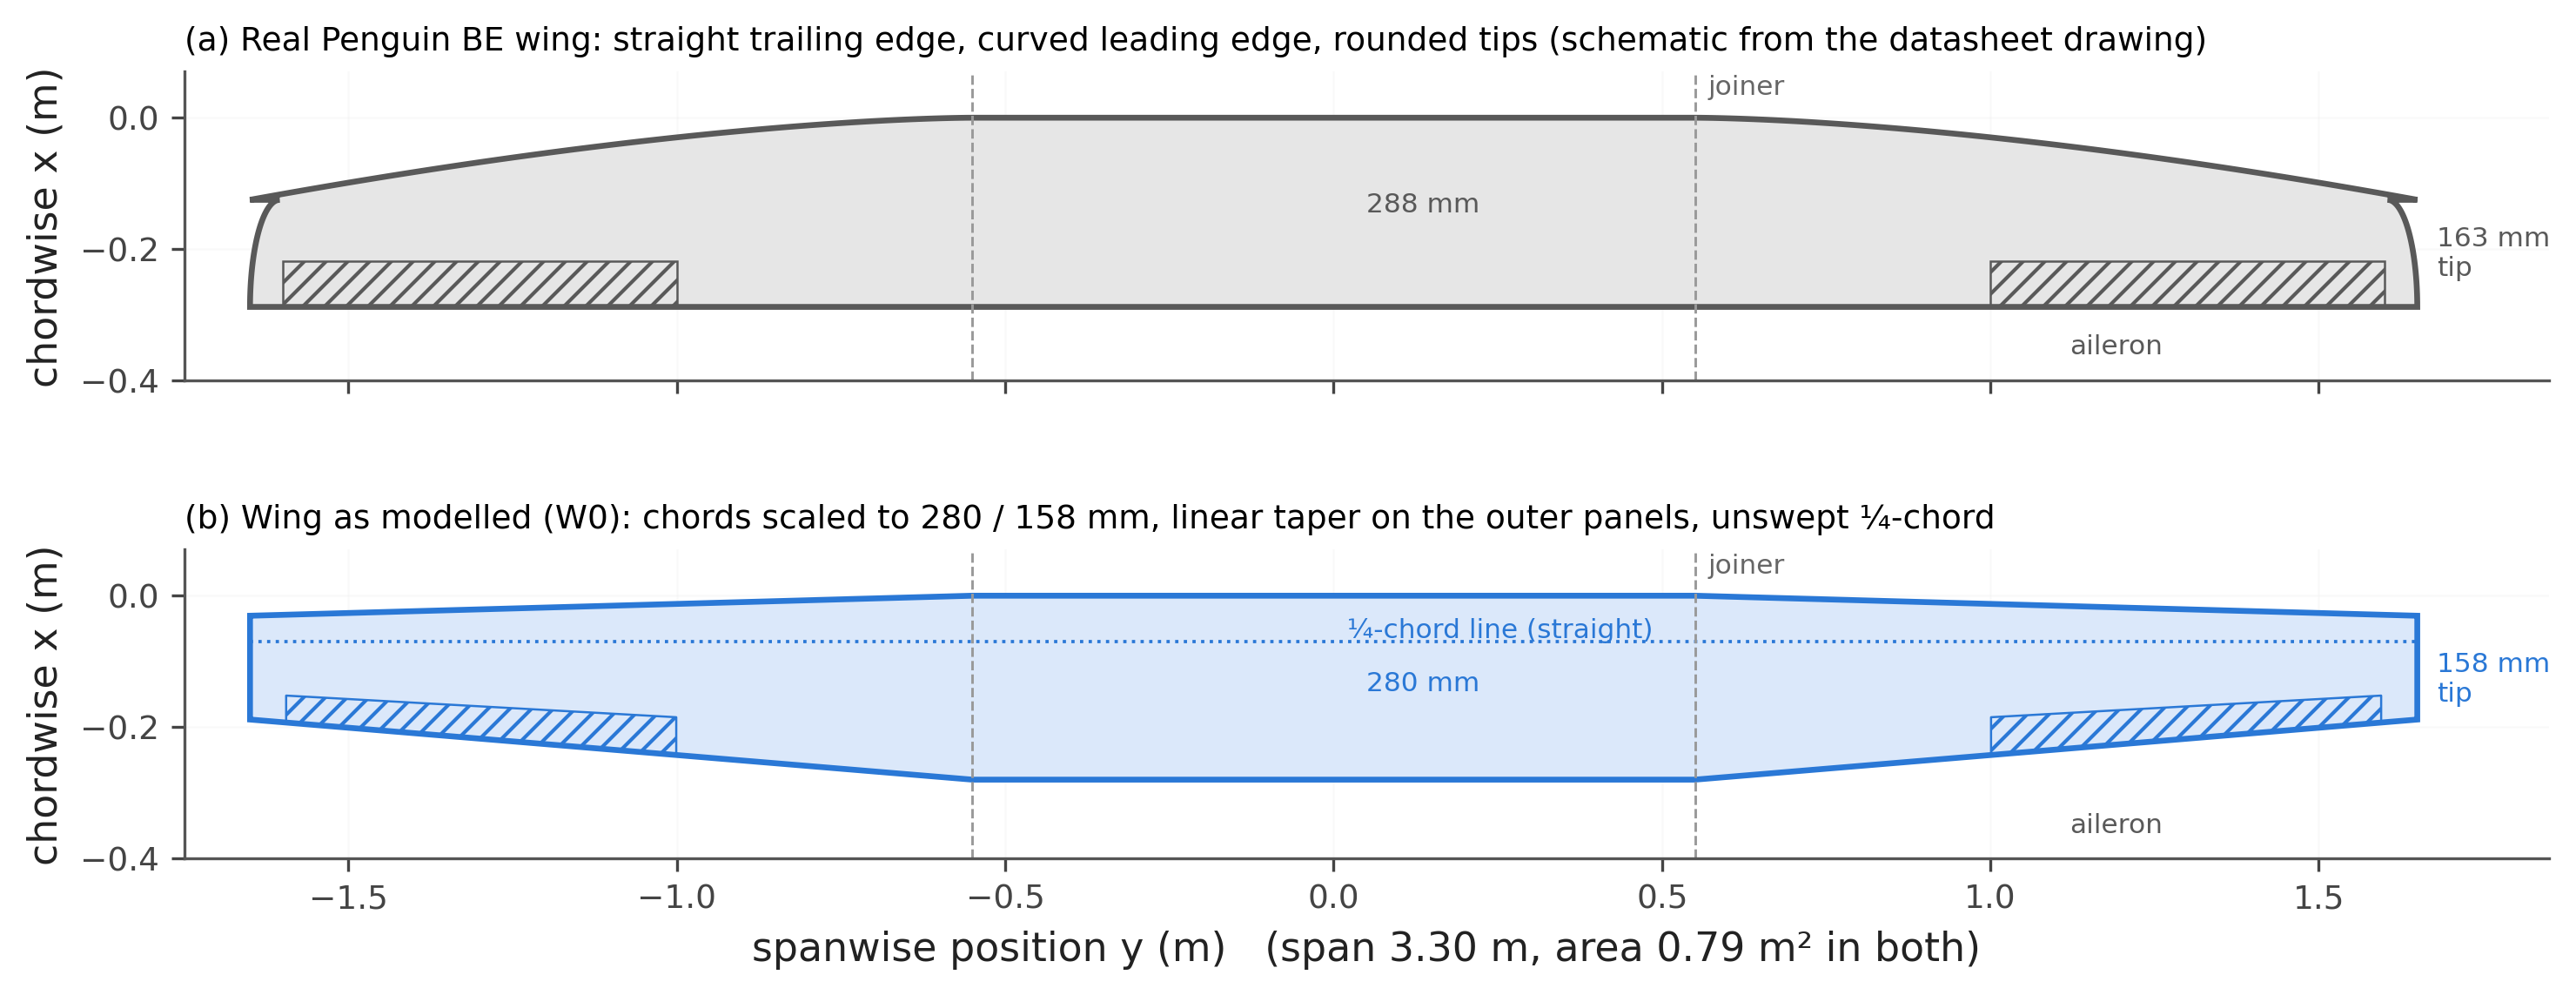 (a) Real Penguin BE wing: straight trailing edge, curved leading edge, rounded tips (schematic from the datasheet drawing)
joiner
0.0
−0.2
−0.4
chordwise x (m)
288 mm
163 mm
tip
aileron
(b) Wing as modelled (W0): chords scaled to 280 / 158 mm, linear taper on the outer panels, unswept ¼-chord
joiner
0.0
−0.2
−0.4
chordwise x (m)
¼-chord line (straight)
280 mm
158 mm
tip
aileron
−1.5 −1.0 −0.5 0.0 0.5 1.0 1.5
spanwise position y (m) (span 3.30 m, area 0.79 m² in both)